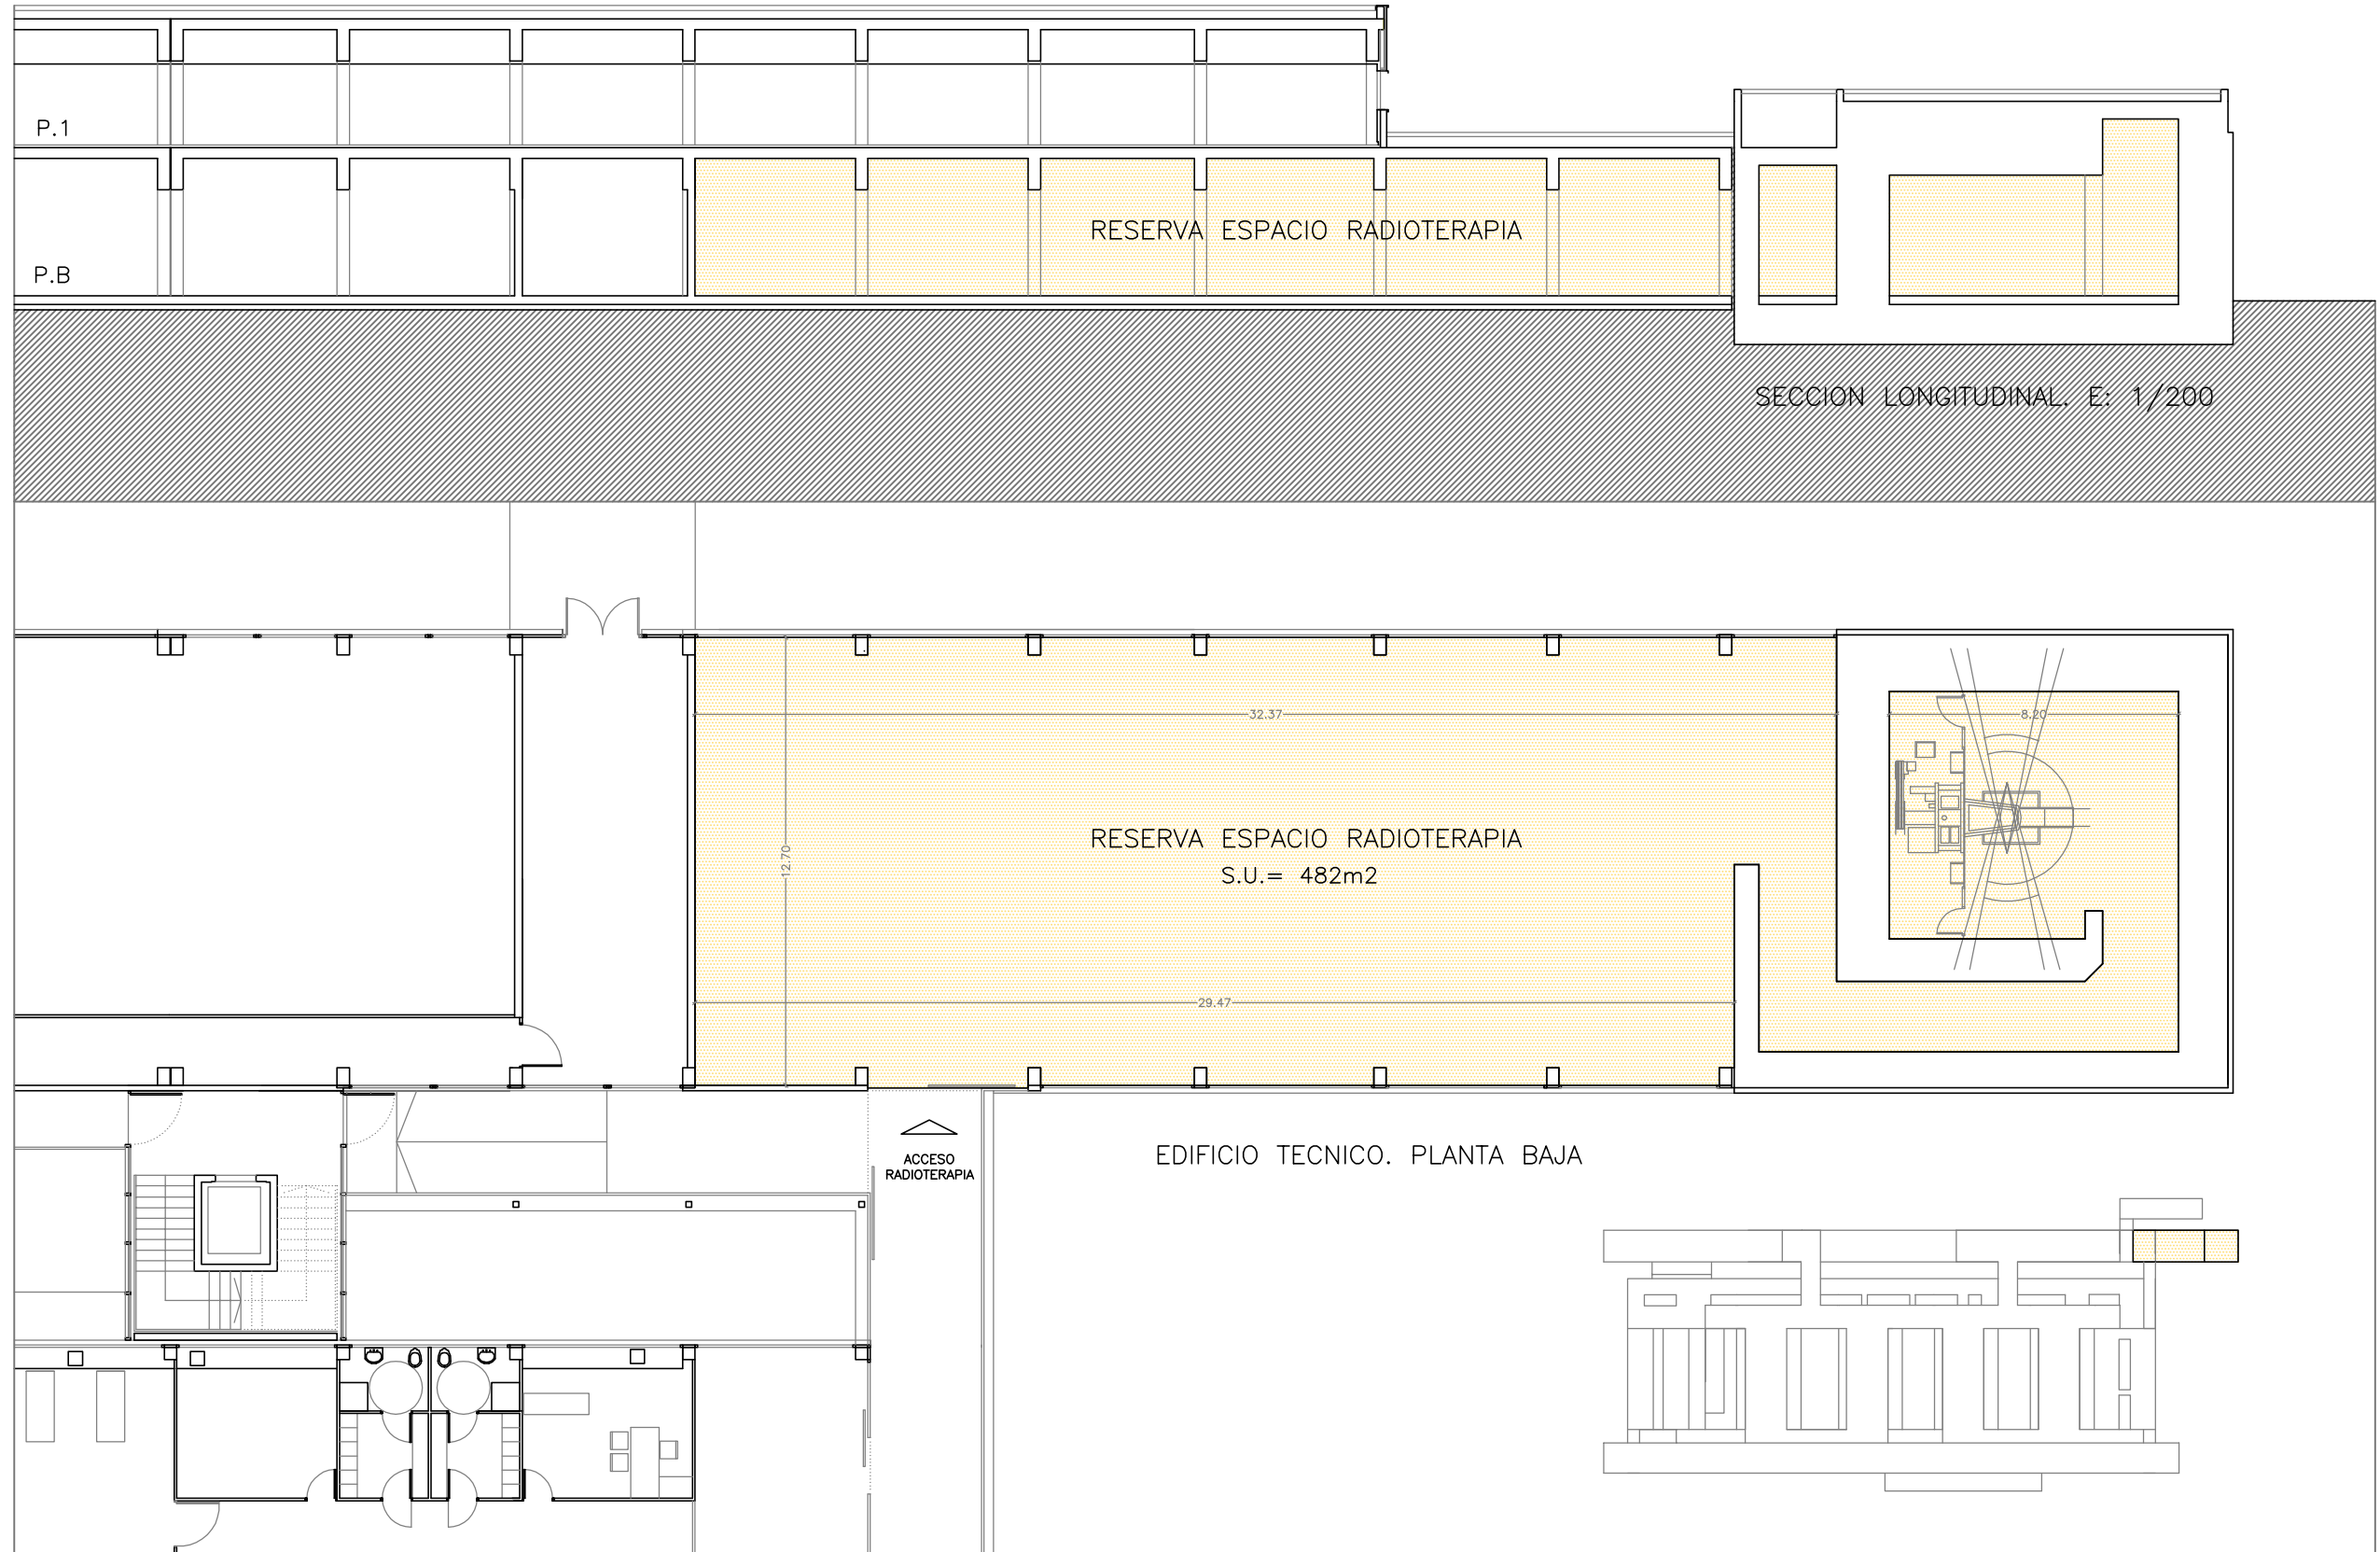 P.1
P.B
RESERVA ESPACIO RADIOTERAPIA
SECCION LONGITUDINAL. E: 1/200
32.37
8.20
12.70
RESERVA ESPACIO RADIOTERAPIA
S.U.= 482m2
29.47
ACCESO
RADIOTERAPIA
EDIFICIO TECNICO. PLANTA BAJA